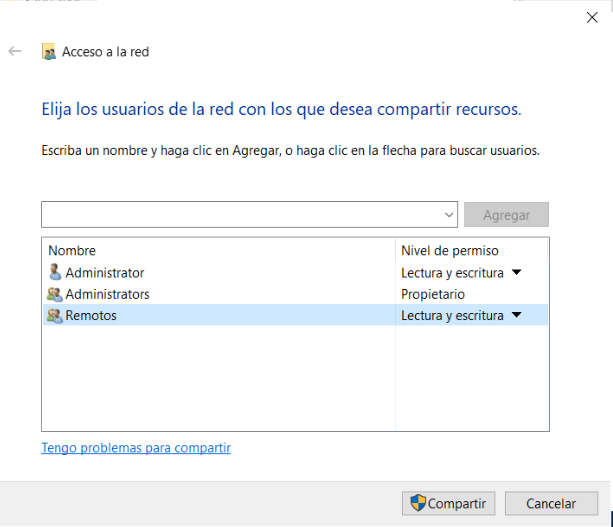 Acceso a la red
Elija los usuarios de la red con los que desea compartir recursos.
Escriba un nombre y haga clic en Agregar, o haga clic en la flecha para buscar usuarios.
Agregar
Nombre Nivel de permiso
Administrator Lectura y escritura
Administrators Propietario
Remotos Lectura y escritura
Tengo problemas para compartir
Compartir Cancelar